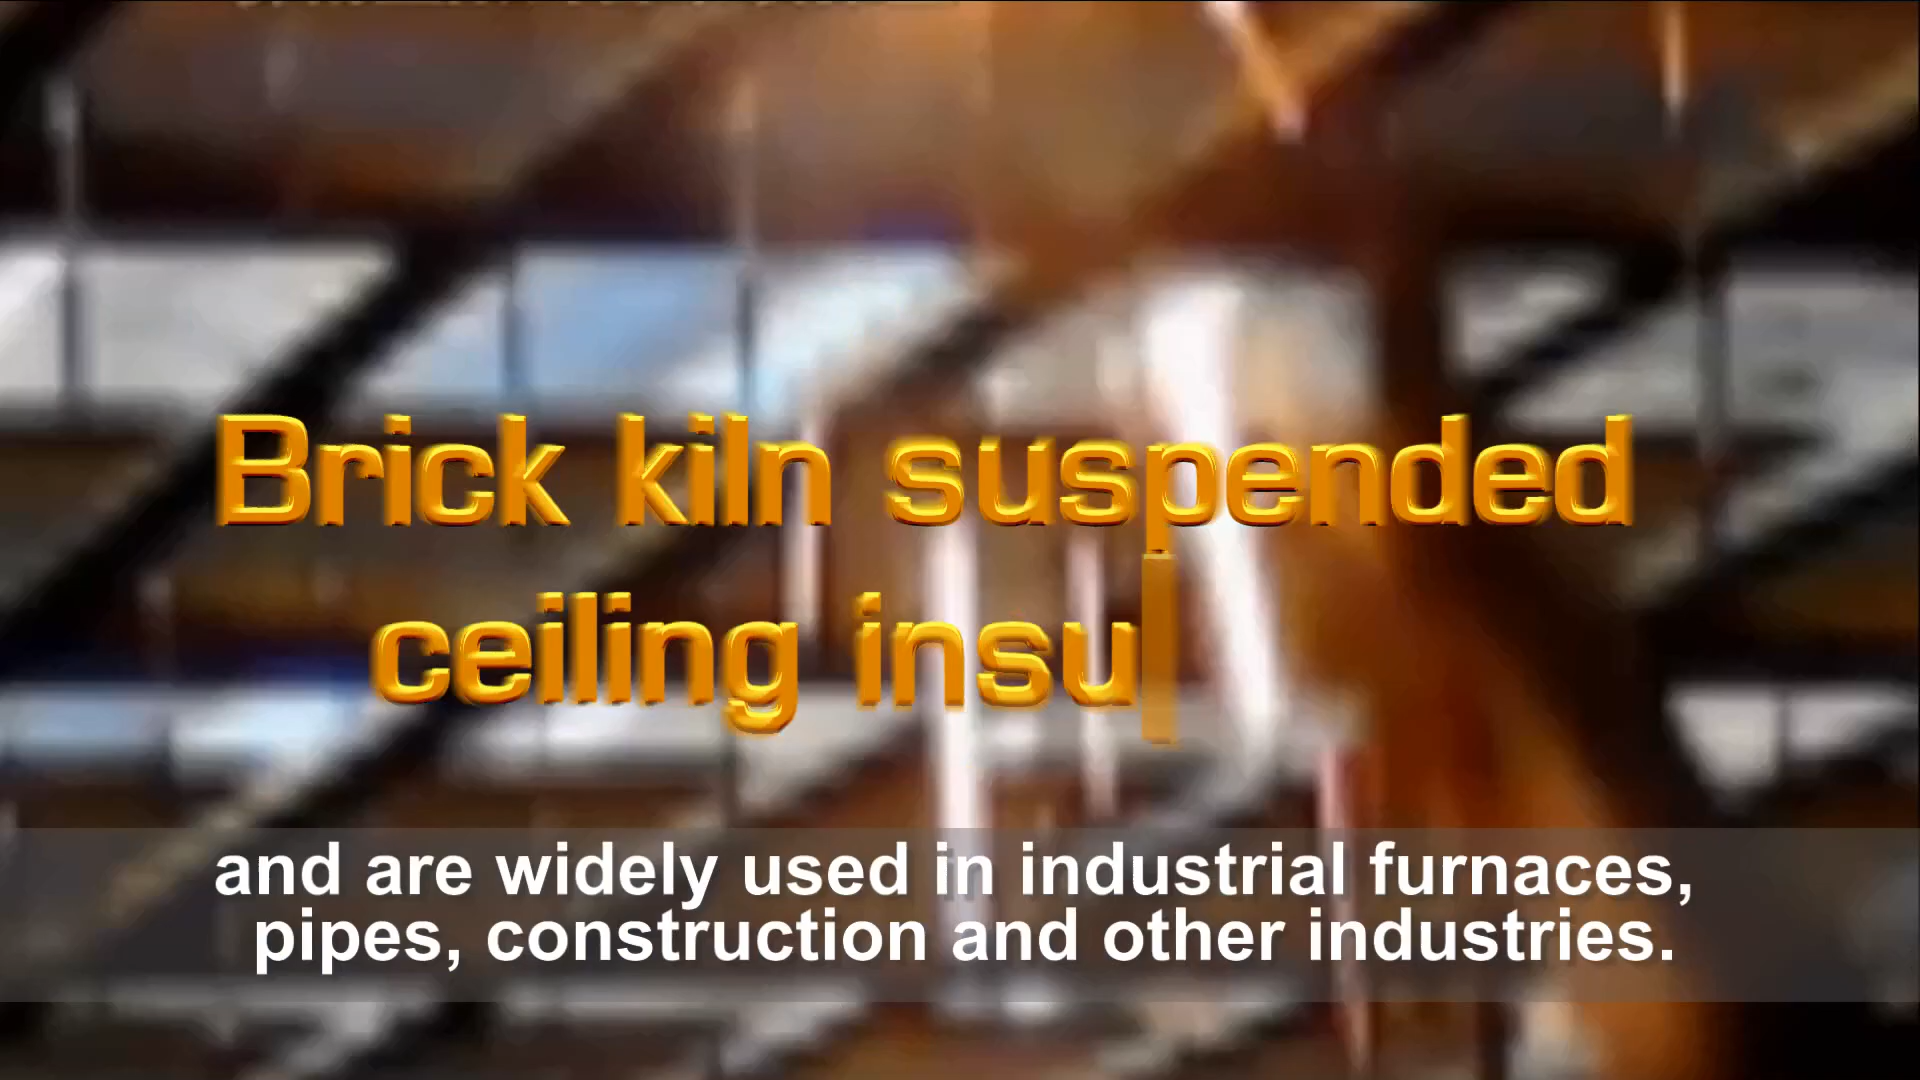 Brick kiln suspended
ceiling insu
and are widely used in industrial furnaces,
pipes, construction and other industries.